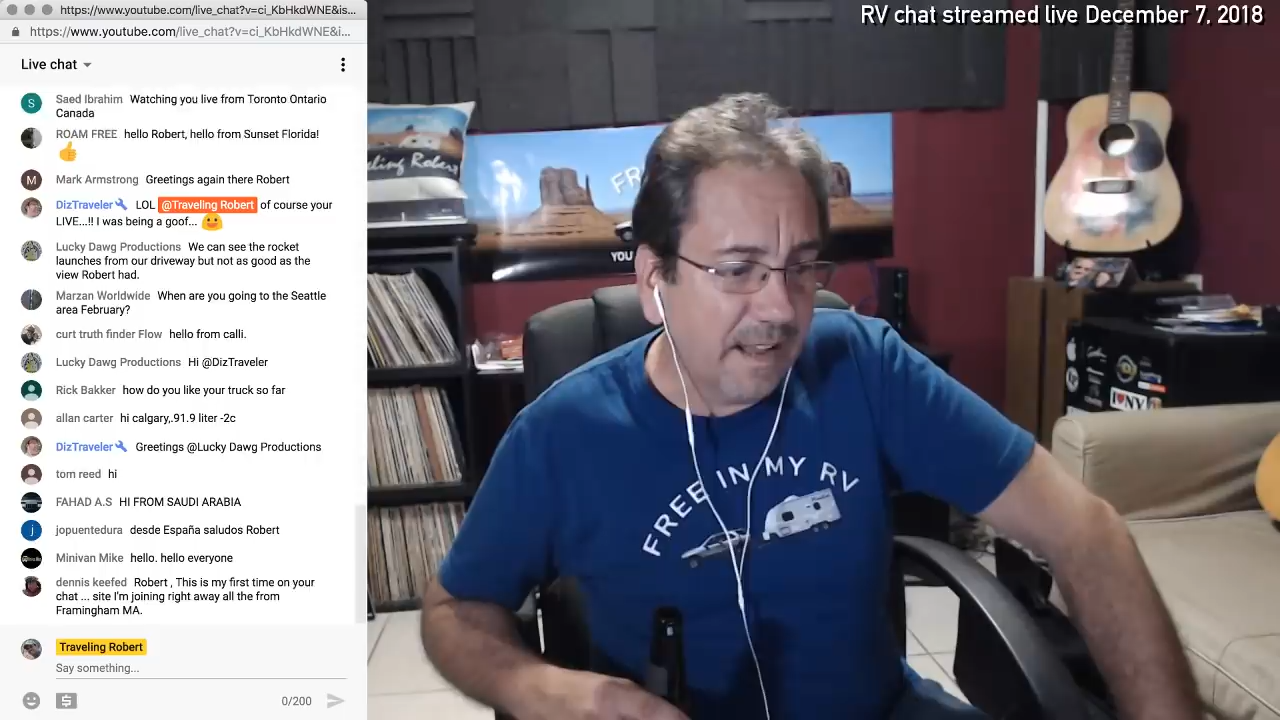 https://www.youtube.com/live_chat?v=ci_KbHkdWNE&is...
https://www.youtube.com/live_chat?v=ci_KbHkdWNE&i...
RV chat streamed live December 7, 2018
Live chat
S Saed Ibrahim Watching you live from Toronto Ontario
Canada
ROAM FREE hello Robert, hello from Sunset Florida!
👍
M Mark Armstrong Greetings again there Robert
DizTraveler LOL @Traveling Robert of course your
LIVE...!! I was being a goof...
Lucky Dawg Productions We can see the rocket
launches from our driveway but not as good as the
view Robert had.
Marzan Worldwide When are you going to the Seattle
area February?
curt truth finder Flow hello from calli.
Lucky Dawg Productions Hi @DizTraveler
Rick Bakker how do you like your truck so far
allan carter hi calgary,.91.9 liter -2c
DizTraveler Greetings @Lucky Dawg Productions
tom reed hi
FAHAD A.S HI FROM SAUDI ARABIA
j jopuentedura desde España saludos Robert
Minivan Mike hello. hello everyone
dennis keefed Robert , This is my first time on your
chat ... site I'm joining right away all the from
Framingham MA.
Traveling Robert
Say something...
0/200
eling Robert
FR
YOU
FREE IN MY RV
I ♥ NY